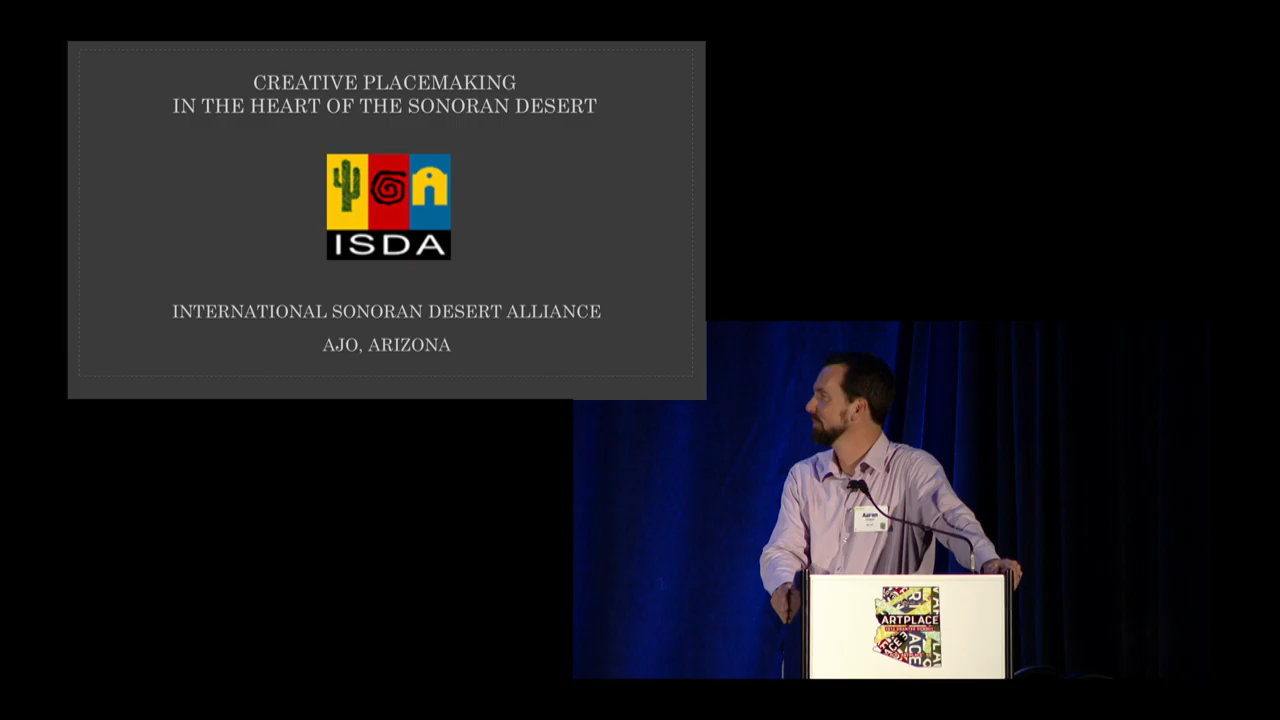 CREATIVE PLACEMAKING
IN THE HEART OF THE SONORAN DESERT
ISDA
INTERNATIONAL SONORAN DESERT ALLIANCE
AJO, ARIZONA
Aaron
ARTPLACE